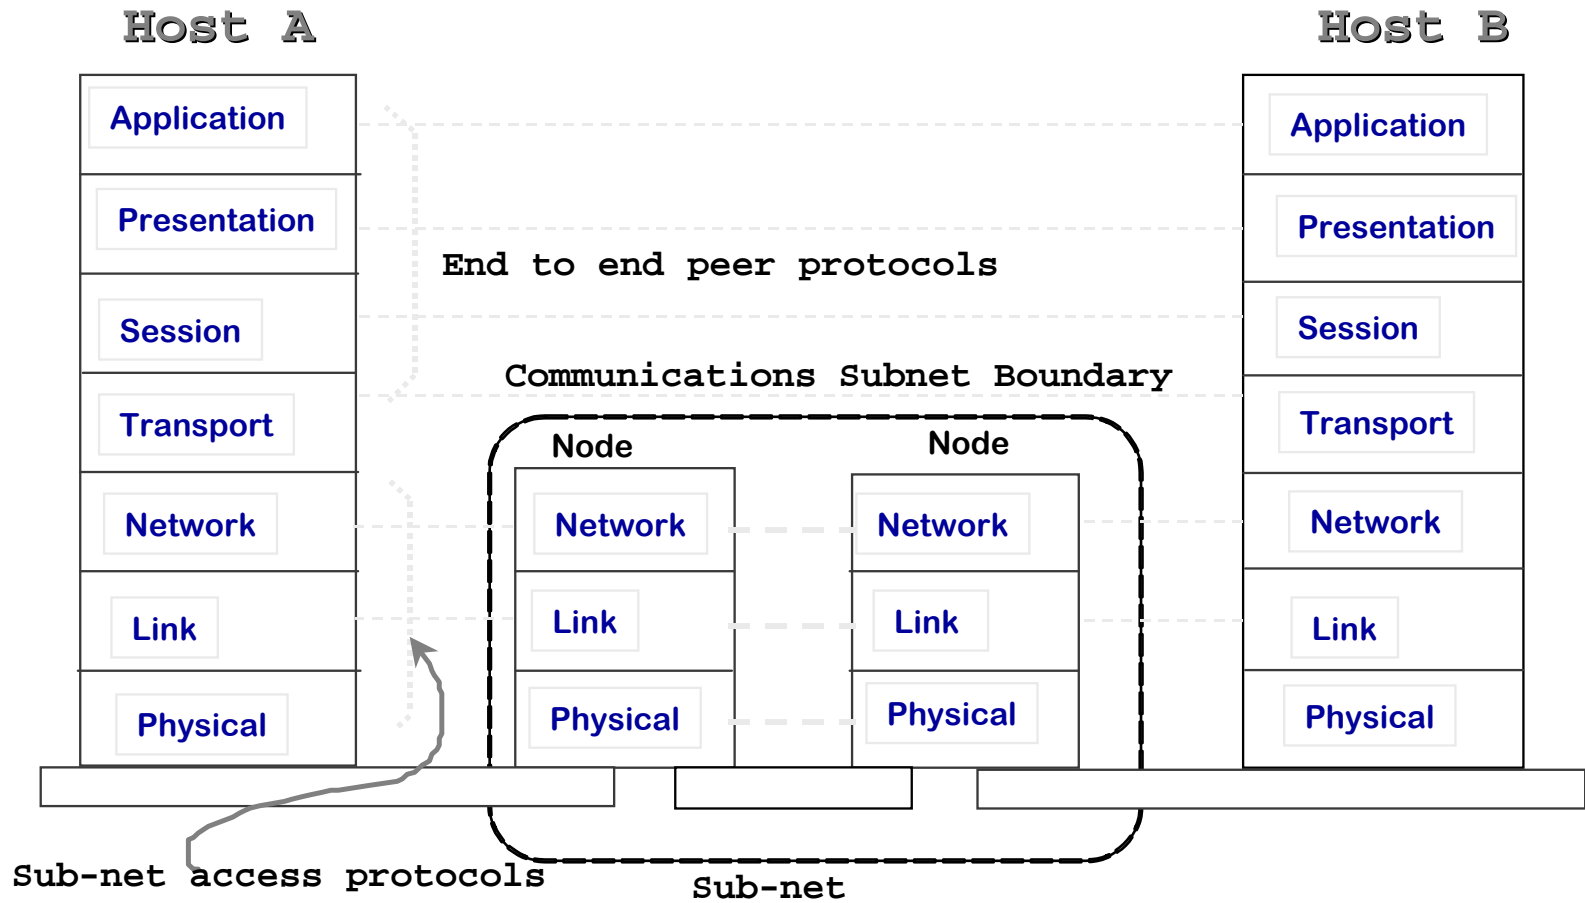 Host A
Host B
Application
Presentation
Session
Transport
Network
Link
Physical
End to end peer protocols
Communications Subnet Boundary
Node
Network
Link
Physical
Node
Network
Link
Physical
Application
Presentation
Session
Transport
Network
Link
Physical
Sub-net access protocols
Sub-net